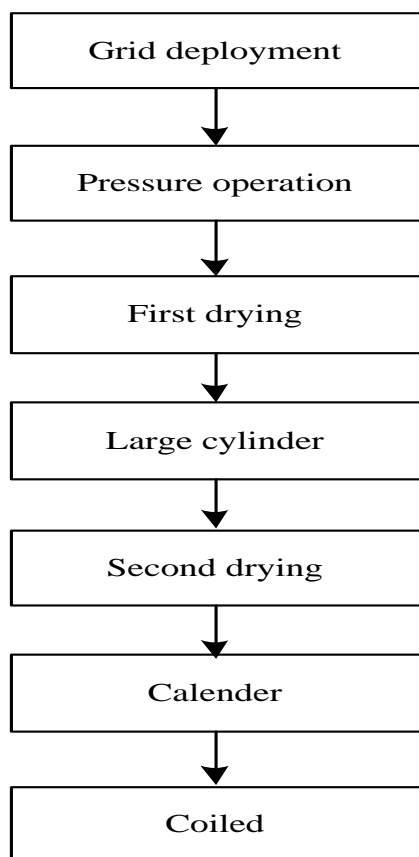 Grid deployment
Pressure operation
First drying
Large cylinder
Second drying
Calender
Coiled